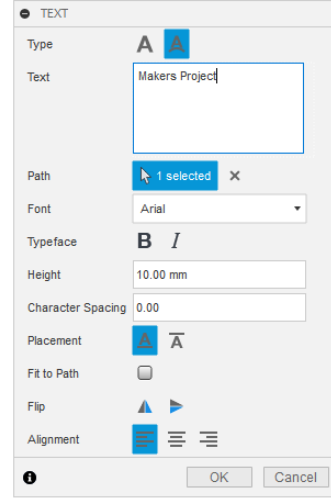 TEXT
Type A A
Text Makers Project
Path 1 selected
Font Arial
Typeface B I
Height 10.00 mm
Character Spacing 0.00
Placement A A
Fit to Path
Flip
Alignment
OK Cancel